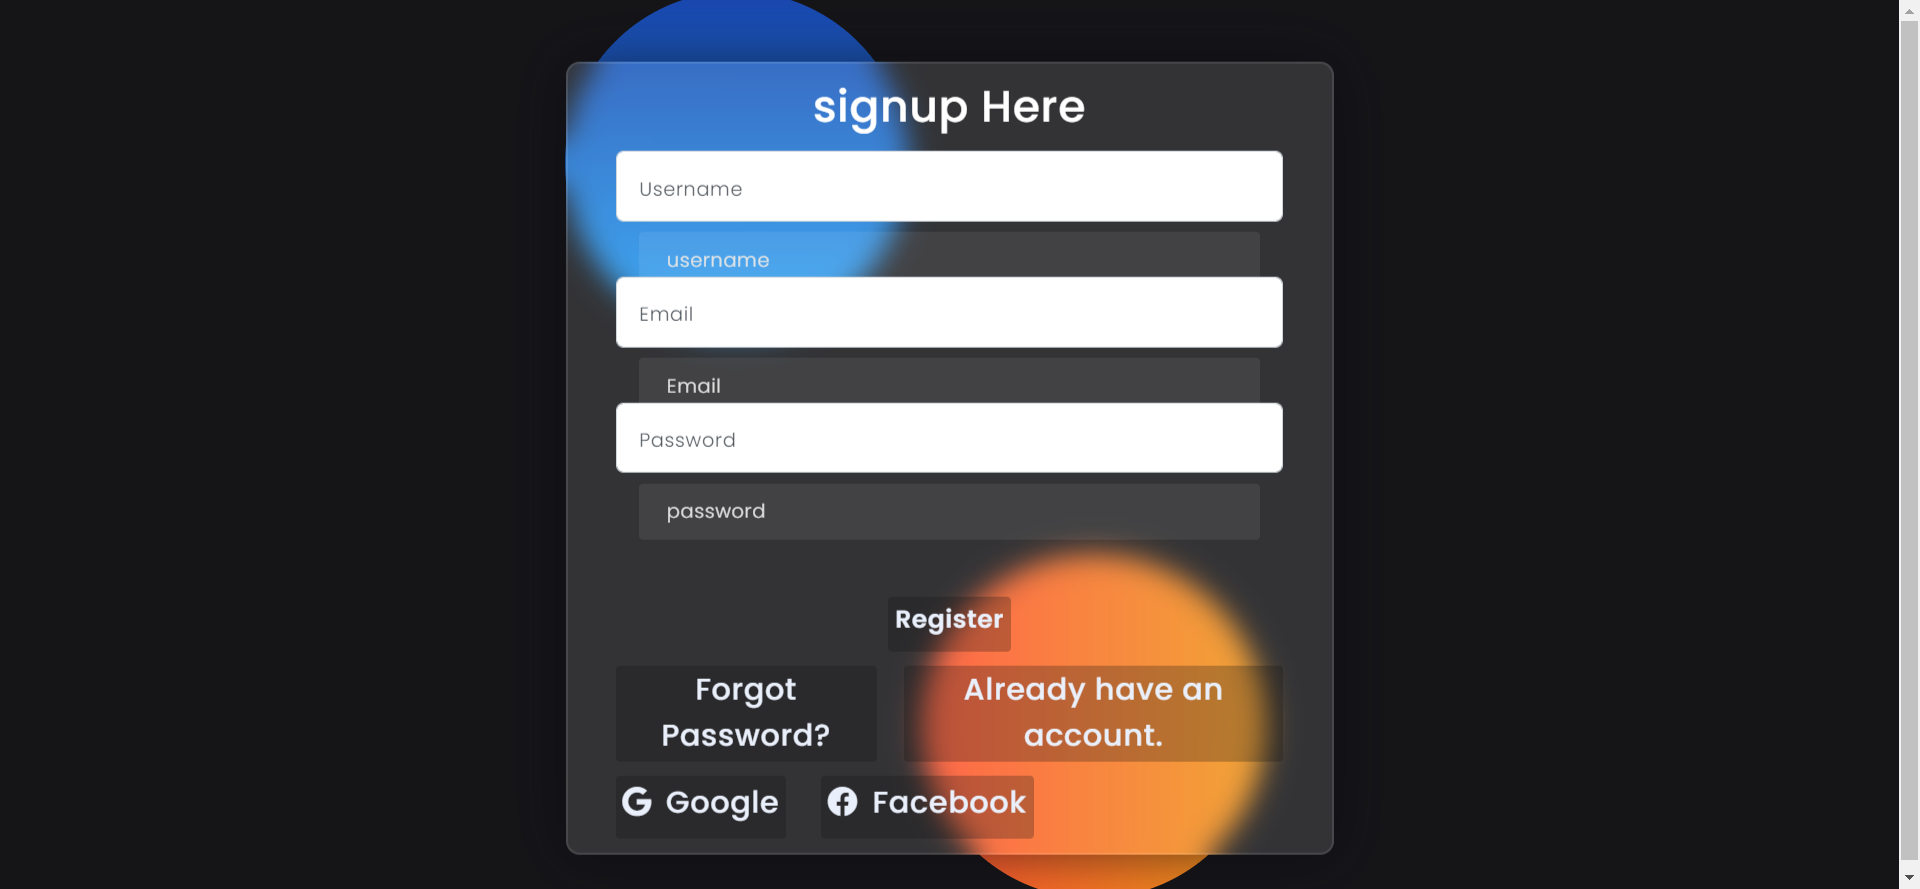 signup Here
Username
username
Email
Email
Password
password
Register
Forgot
Password?
Already have an
account.
Google
Facebook